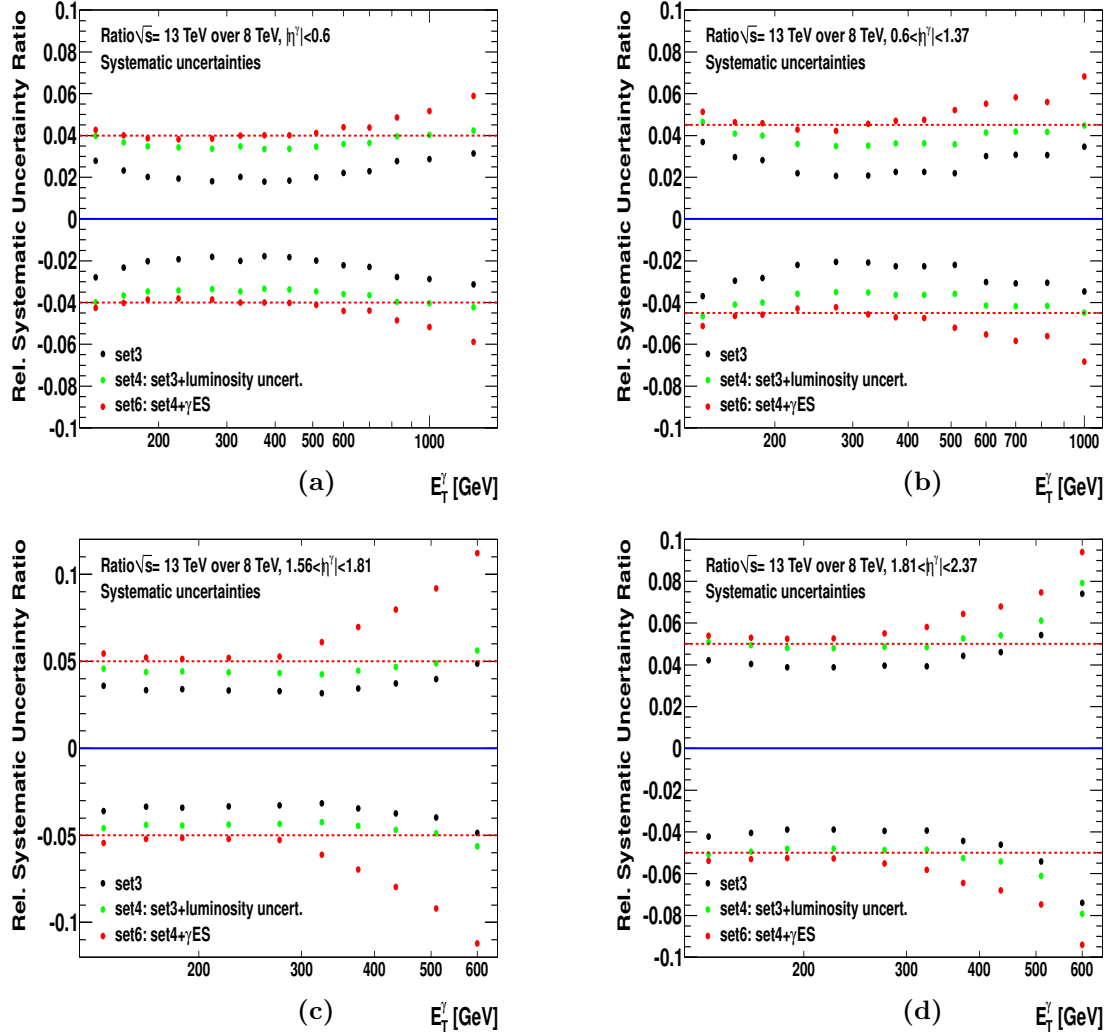 Rel. Systematic Uncertainty Ratio
0.1
0.08
0.06
0.04
0.02
0
-0.02
-0.04
-0.06
-0.08
-0.1
Ratio√s= 13 TeV over 8 TeV, |η^γ|<0.6
Systematic uncertainties
set3
set4: set3+luminosity uncert.
set6: set4+γES
200 300 400 500 600 1000
E_T^γ [GeV]
(a)
Rel. Systematic Uncertainty Ratio
0.1
0.08
0.06
0.04
0.02
0
-0.02
-0.04
-0.06
-0.08
-0.1
Ratio√s= 13 TeV over 8 TeV, 0.6<|η^γ|<1.37
Systematic uncertainties
set3
set4: set3+luminosity uncert.
set6: set4+γES
200 300 400 500 600 700 1000
E_T^γ [GeV]
(b)
Rel. Systematic Uncertainty Ratio
0.1
0.05
0
-0.05
-0.1
Ratio√s= 13 TeV over 8 TeV, 1.56<|η^γ|<1.81
Systematic uncertainties
set3
set4: set3+luminosity uncert.
set6: set4+γES
200 300 400 500 600
E_T^γ [GeV]
(c)
Rel. Systematic Uncertainty Ratio
0.1
0.08
0.06
0.04
0.02
0
-0.02
-0.04
-0.06
-0.08
-0.1
Ratio√s= 13 TeV over 8 TeV, 1.81<|η^γ|<2.37
Systematic uncertainties
set3
set4: set3+luminosity uncert.
set6: set4+γES
200 300 400 500 600
E_T^γ [GeV]
(d)